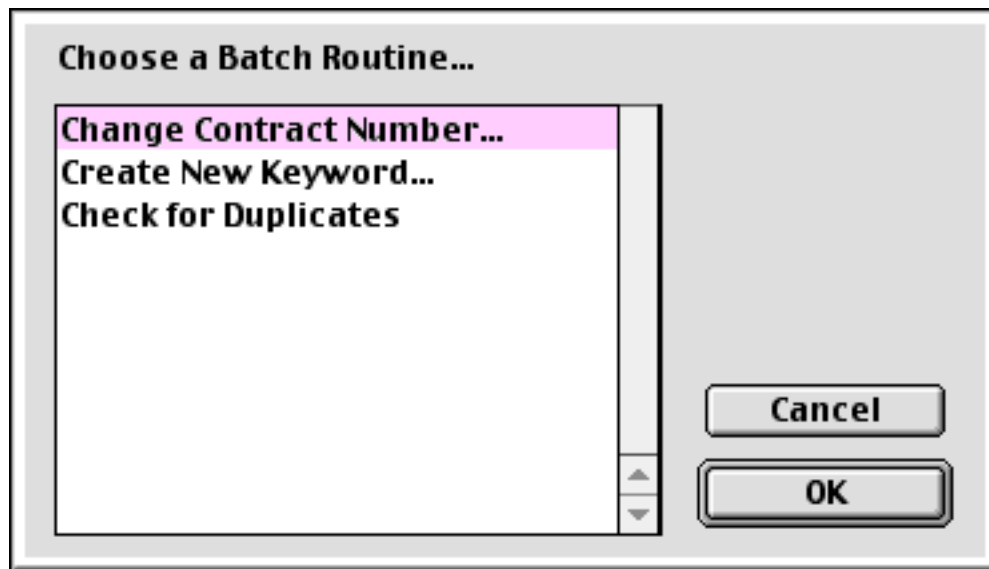 Choose a Batch Routine...
Change Contract Number...
Create New Keyword...
Check for Duplicates
Cancel
OK